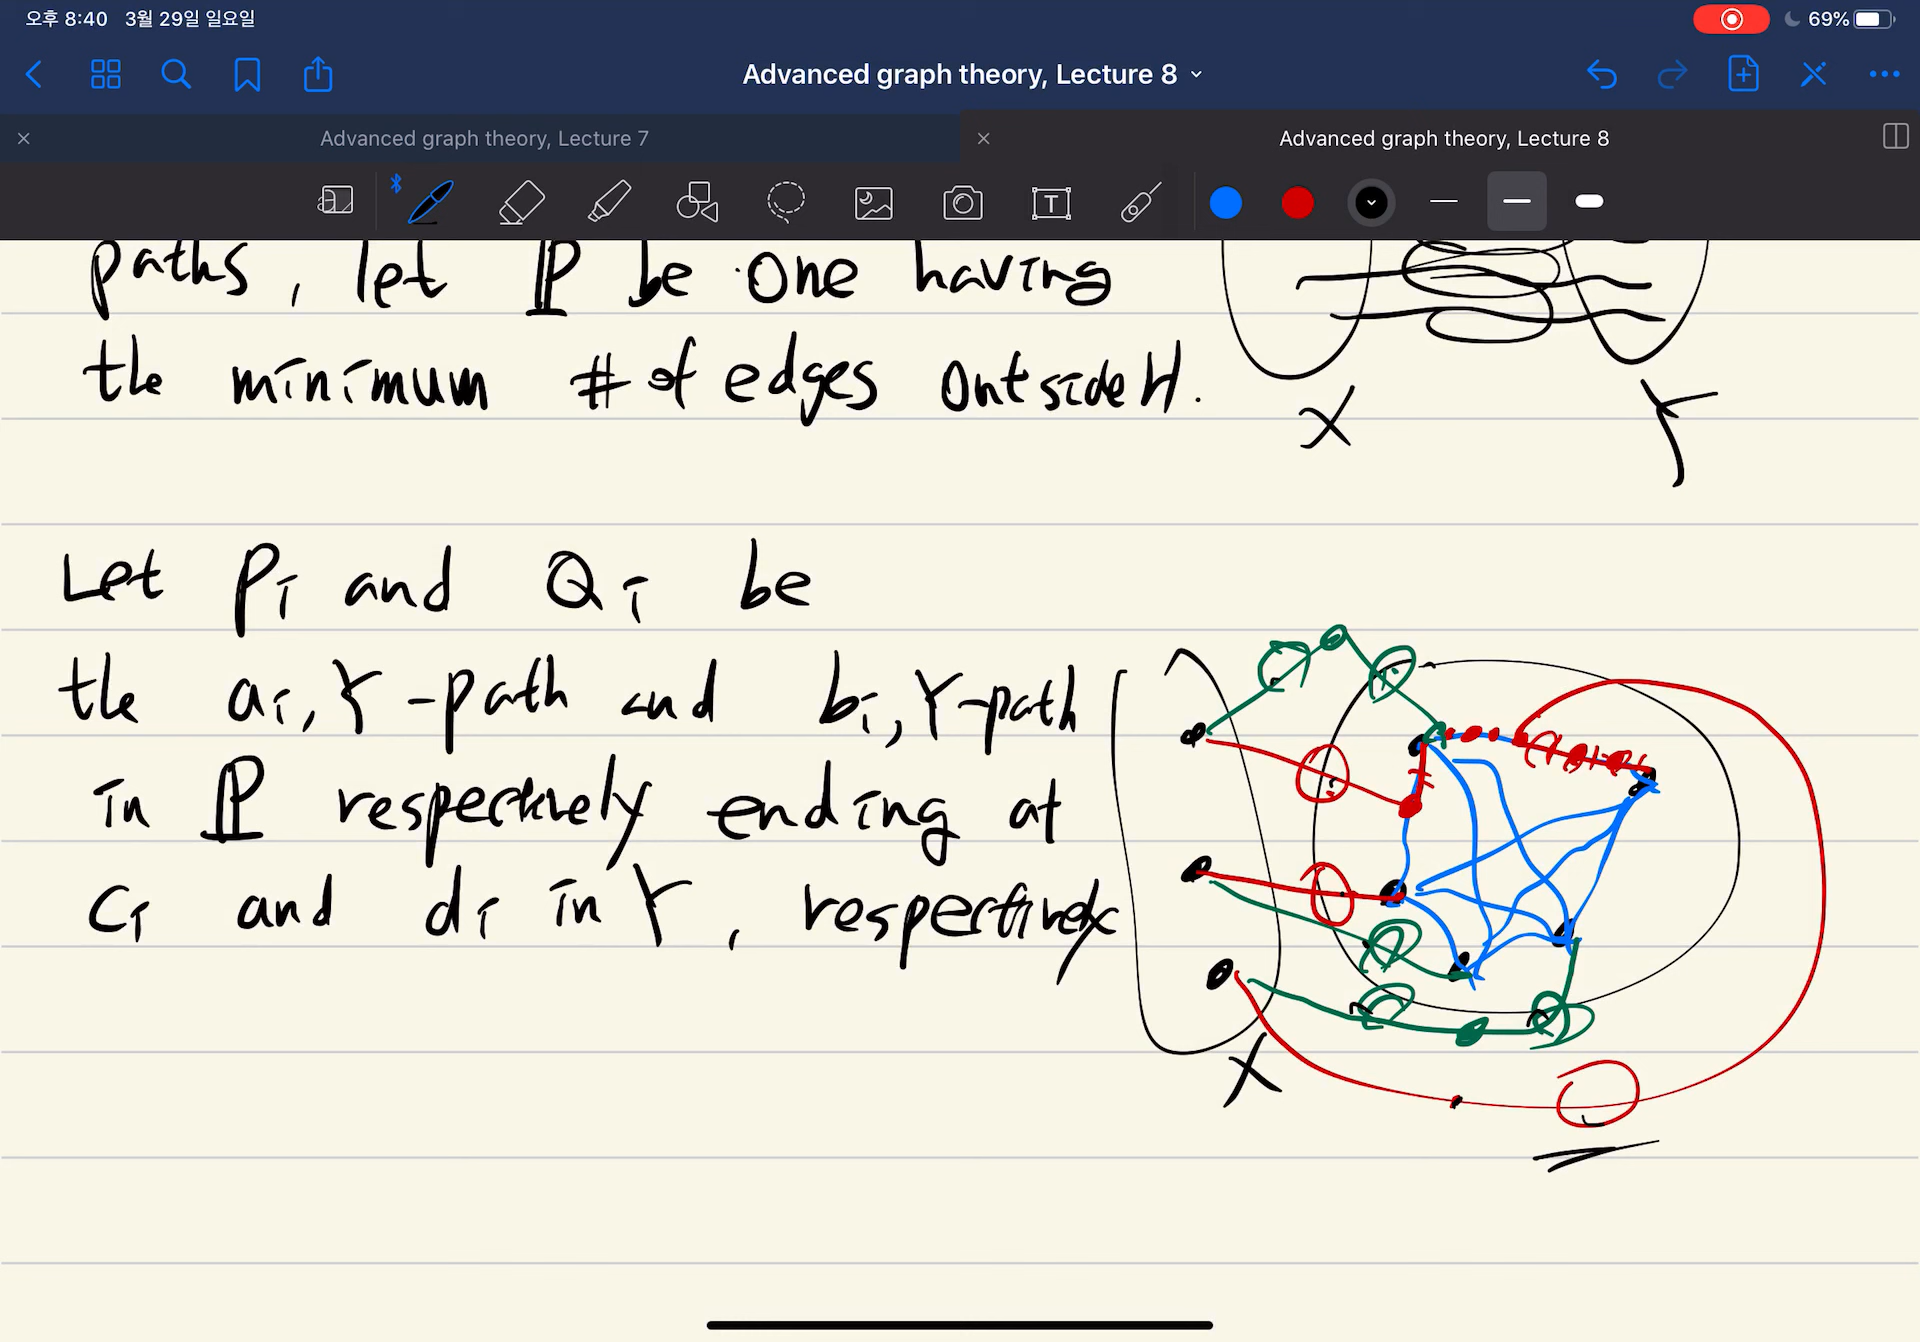 오후 8:40 3월 29일 일요일
69%
Advanced graph theory, Lecture 8
Advanced graph theory, Lecture 7
Advanced graph theory, Lecture 8
paths, let ℙ be one having
the minimum # of edges outside H.
X Y
Let Pi and Qi be
the ai, Y-path and bi, Y-path
in ℙ respectively ending at
ci and di in Y, respectively
X